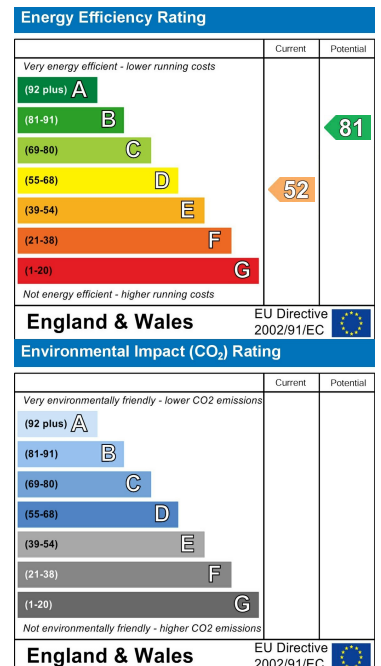 Energy Efficiency Rating
Current Potential
Very energy efficient - lower running costs
(92 plus) A
(81-91) B
81
(69-80) C
(55-68) D
52
(39-54) E
(21-38) F
(1-20) G
Not energy efficient - higher running costs
England & Wales EU Directive 2002/91/EC
Environmental Impact (CO2) Rating
Current Potential
Very environmentally friendly - lower CO2 emissions
(92 plus) A
(81-91) B
(69-80) C
(55-68) D
(39-54) E
(21-38) F
(1-20) G
Not environmentally friendly - higher CO2 emissions
England & Wales EU Directive 2002/91/EC